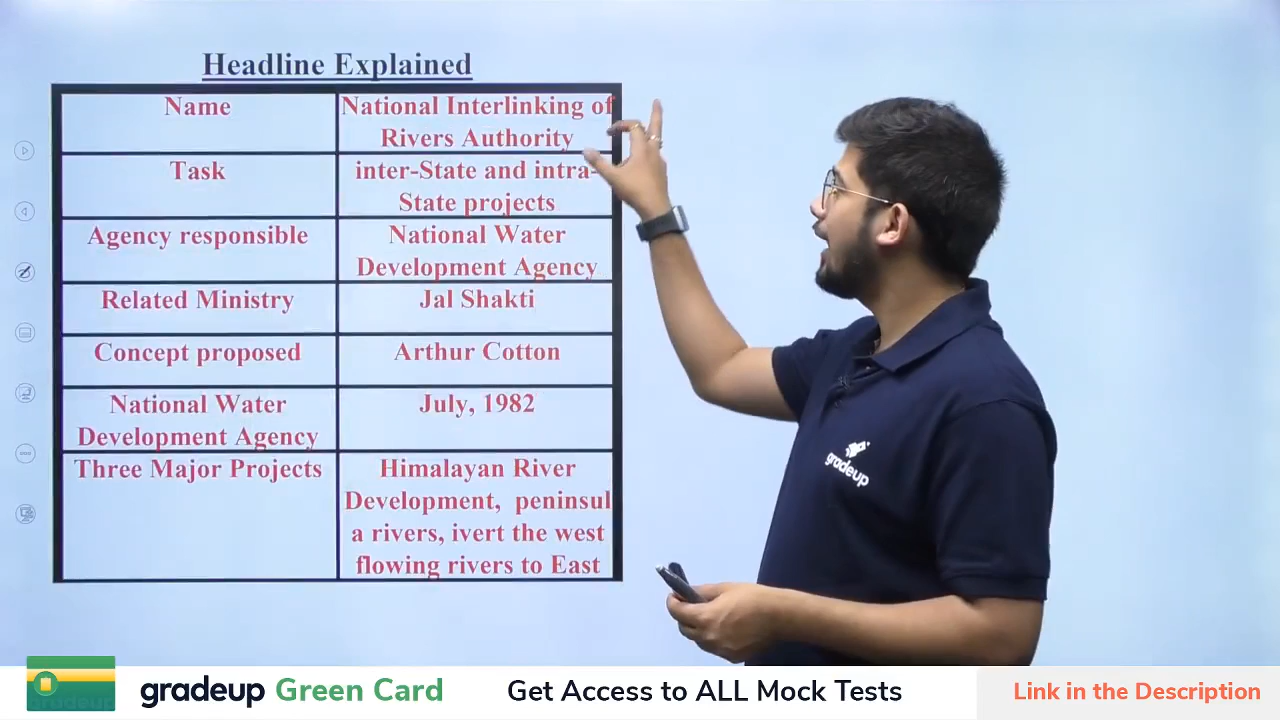 Headline Explained
Name
National Interlinking of
Rivers Authority
Task
inter-State and intra-
State projects
Agency responsible
National Water
Development Agency
Related Ministry
Jal Shakti
Concept proposed
Arthur Cotton
National Water
Development Agency
July, 1982
Three Major Projects
Himalayan River
Development, peninsul
a rivers, ivert the west
flowing rivers to East
gradeup
gradeup Green Card
Get Access to ALL Mock Tests
Link in the Description
gradeup